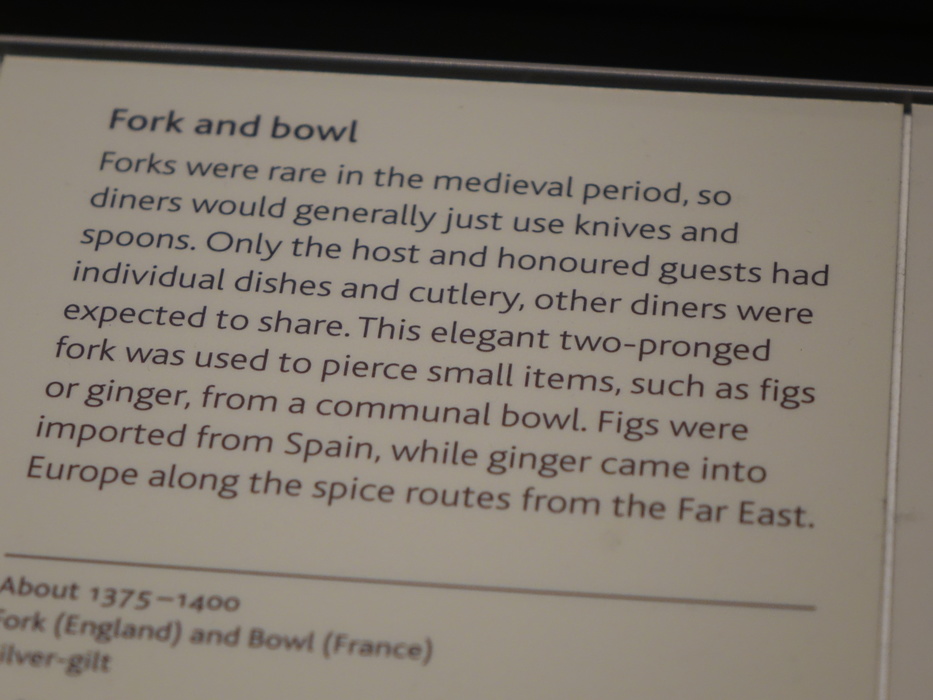 Fork and bowl
Forks were rare in the medieval period, so
diners would generally just use knives and
spoons. Only the host and honoured guests had
individual dishes and cutlery, other diners were
expected to share. This elegant two-pronged
fork was used to pierce small items, such as figs
or ginger, from a communal bowl. Figs were
imported from Spain, while ginger came into
Europe along the spice routes from the Far East.
About 1375–1400
Fork (England) and Bowl (France)
ilver-gilt